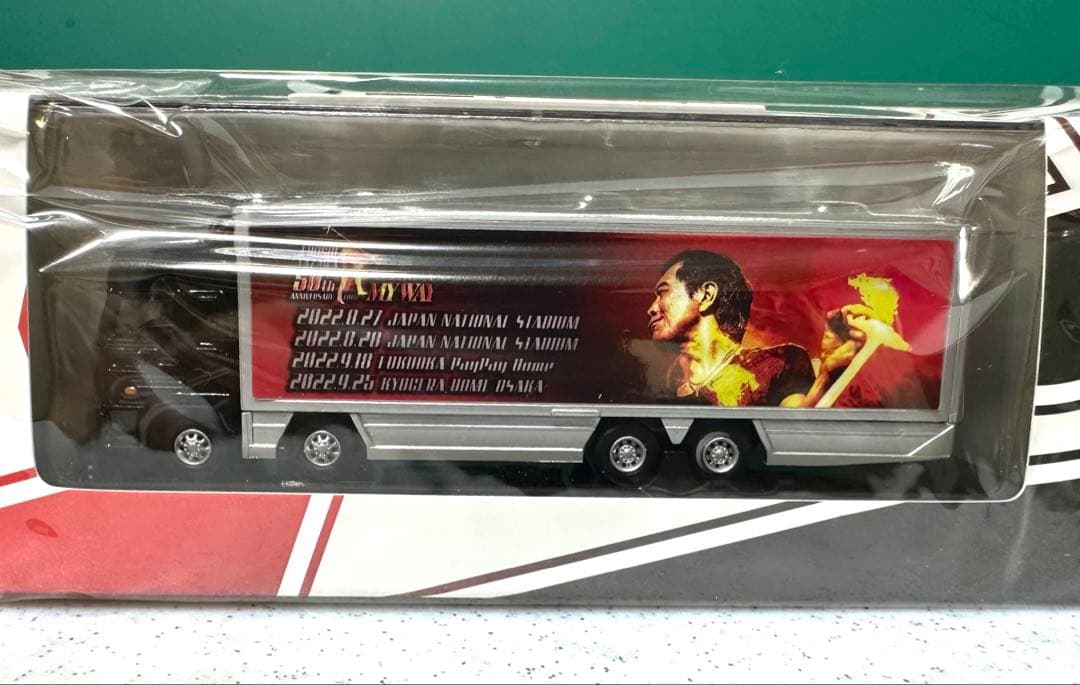 50th
ANNIVERSARY
MY WAY
2022.8.27 JAPAN NATIONAL STADIUM
2022.8.28 JAPAN NATIONAL STADIUM
2022.9.18 FUKUOKA PayPay Dome
2022.9.25 KYOCERA DOME OSAKA